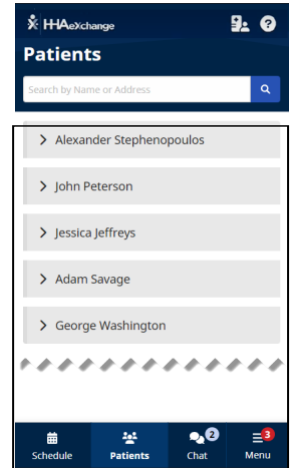 HHAeXchange
Patients
Search by Name or Address
Alexander Stephenopoulos
John Peterson
Jessica Jeffreys
Adam Savage
George Washington
2 3
Schedule Patients Chat Menu